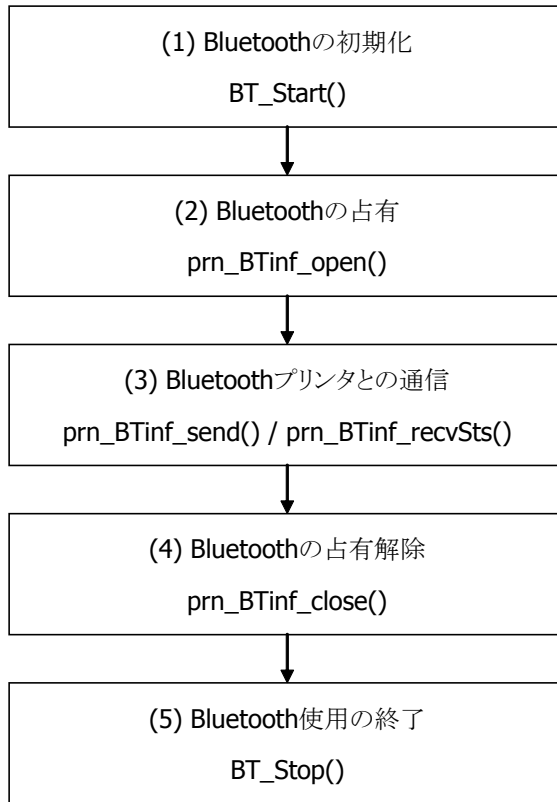 (1) Bluetoothの初期化
BT_Start()
(2) Bluetoothの占有
prn_BTinf_open()
(3) Bluetoothプリンタとの通信
prn_BTinf_send() / prn_BTinf_recvSts()
(4) Bluetoothの占有解除
prn_BTinf_close()
(5) Bluetooth使用の終了
BT_Stop()